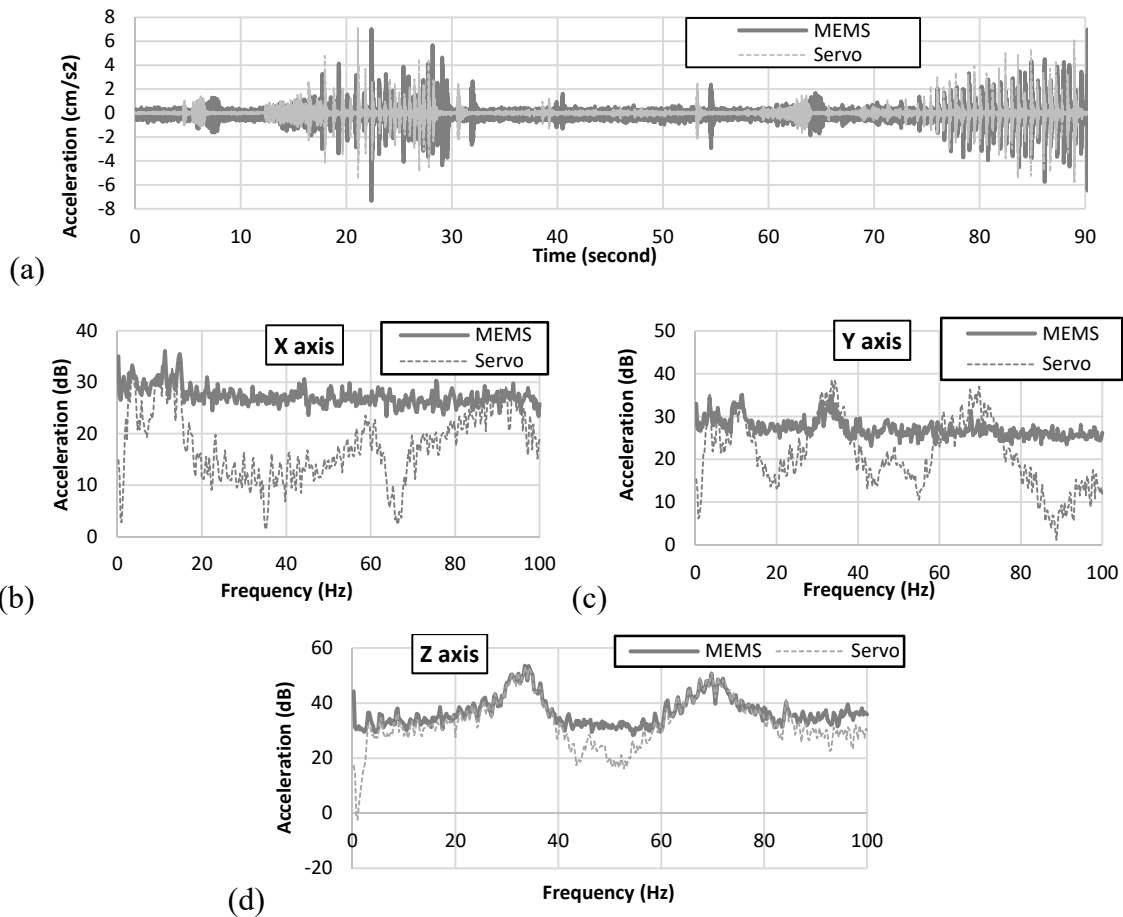 8
6
4
2
0
-2
-4
-6
-8
Acceleration (cm/s2)
MEMS
Servo
0 10 20 30 40 50 60 70 80 90
Time (second)
(a)
40
30
20
10
0
Acceleration (dB)
X axis
MEMS
Servo
0 20 40 60 80 100
Frequency (Hz)
(b)
50
40
30
20
10
0
Acceleration (dB)
Y axis
MEMS
Servo
0 20 40 60 80 100
Frequency (Hz)
(c)
60
40
20
0
-20
Acceleration (dB)
Z axis
MEMS Servo
0 20 40 60 80 100
Frequency (Hz)
(d)